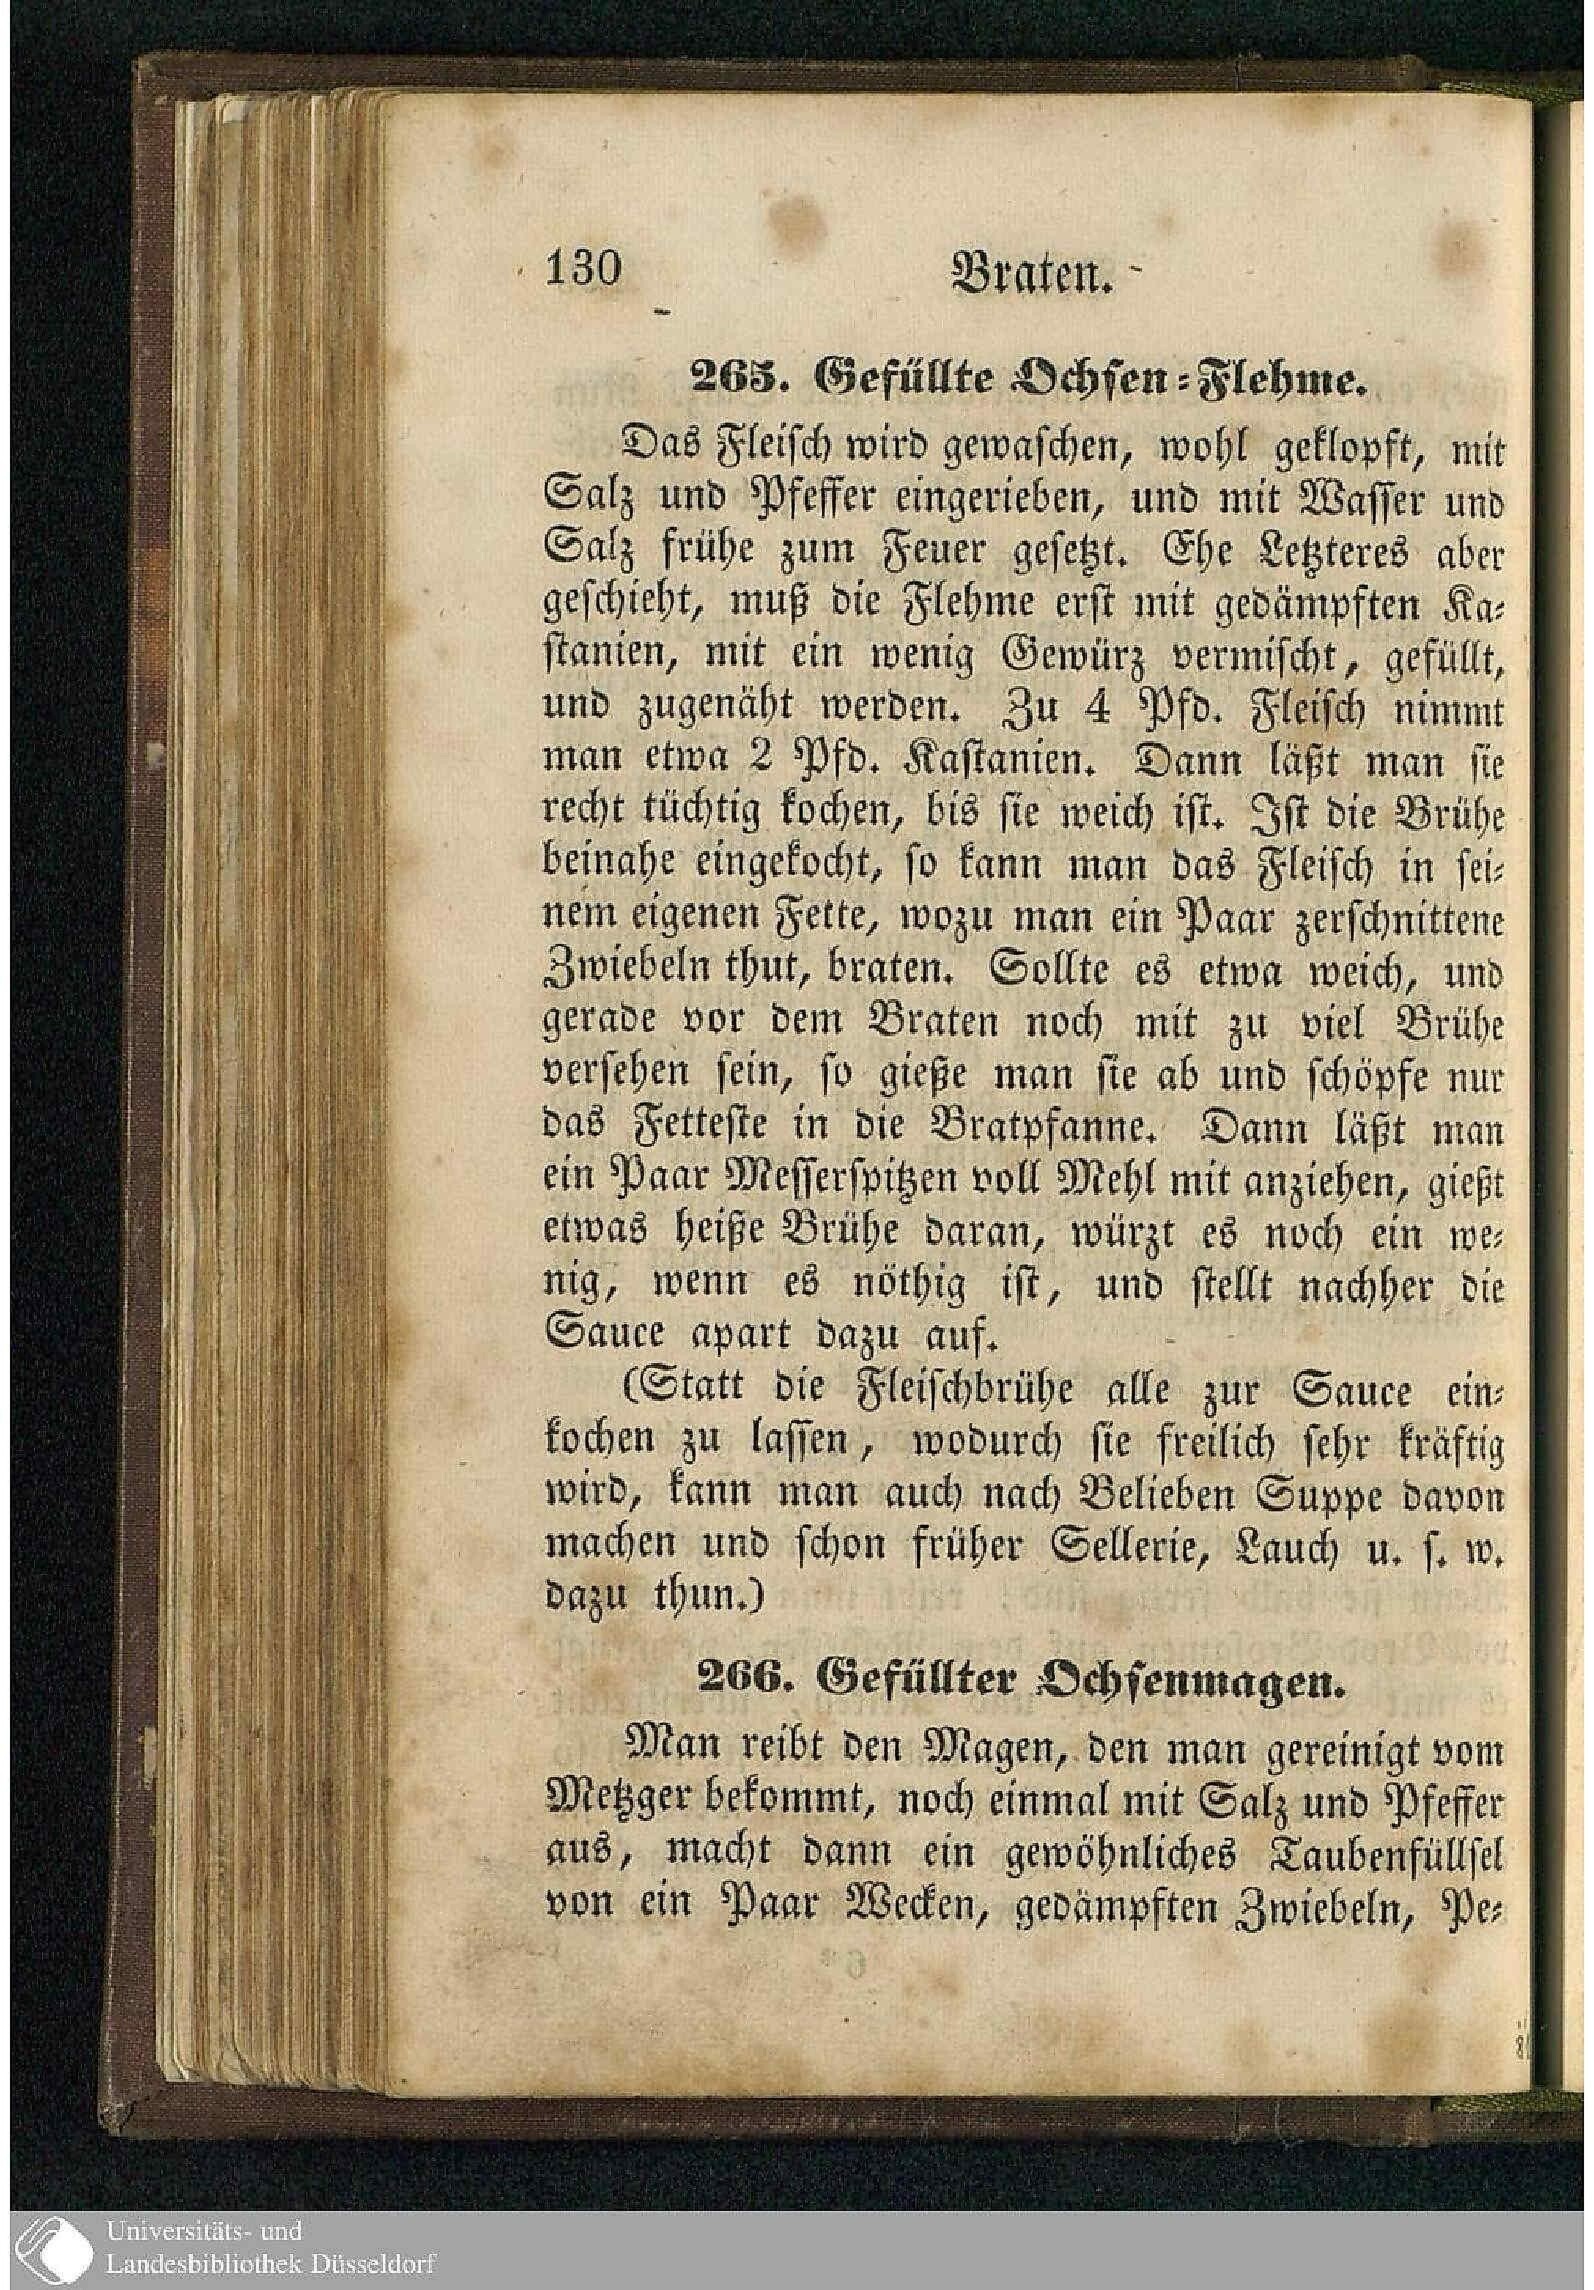 130
Braten.
265. Gefüllte Ochsen-Flehme.
Das Fleisch wird gewaschen, wohl geklopft, mit
Salz und Pfeffer eingerieben, und mit Wasser und
Salz frühe zum Feuer gesetzt. Ehe Letzteres aber
geschieht, muß die Flehme erst mit gedämpften Ka-
stanien, mit ein wenig Gewürz vermischt, gefüllt,
und zugenäht werden. Zu 4 Pfd. Fleisch nimmt
man etwa 2 Pfd. Kastanien. Dann läßt man sie
recht tüchtig kochen, bis sie weich ist. Ist die Brühe
beinahe eingekocht, so kann man das Fleisch in sei-
nem eigenen Fette, wozu man ein Paar zerschnittene
Zwiebeln thut, braten. Sollte es etwa weich, und
gerade vor dem Braten noch mit zu viel Brühe
versehen sein, so gieße man sie ab und schöpfe nur
das Fetteste in die Bratpfanne. Dann läßt man
ein Paar Messerspitzen voll Mehl mit anziehen, gießt
etwas heiße Brühe daran, würzt es noch ein we-
nig, wenn es nöthig ist, und stellt nachher die
Sauce apart dazu auf.
(Statt die Fleischbrühe alle zur Sauce ein-
kochen zu lassen, wodurch sie freilich sehr kräftig
wird, kann man auch nach Belieben Suppe davon
machen und schon früher Sellerie, Lauch u. s. w.
dazu thun.)
266. Gefüllter Ochsenmagen.
Man reibt den Magen, den man gereinigt vom
Metzger bekommt, noch einmal mit Salz und Pfeffer
aus, macht dann ein gewöhnliches Taubenfüllsel
von ein Paar Wecken, gedämpften Zwiebeln, Pe-
Universitäts- und
Landesbibliothek Düsseldorf